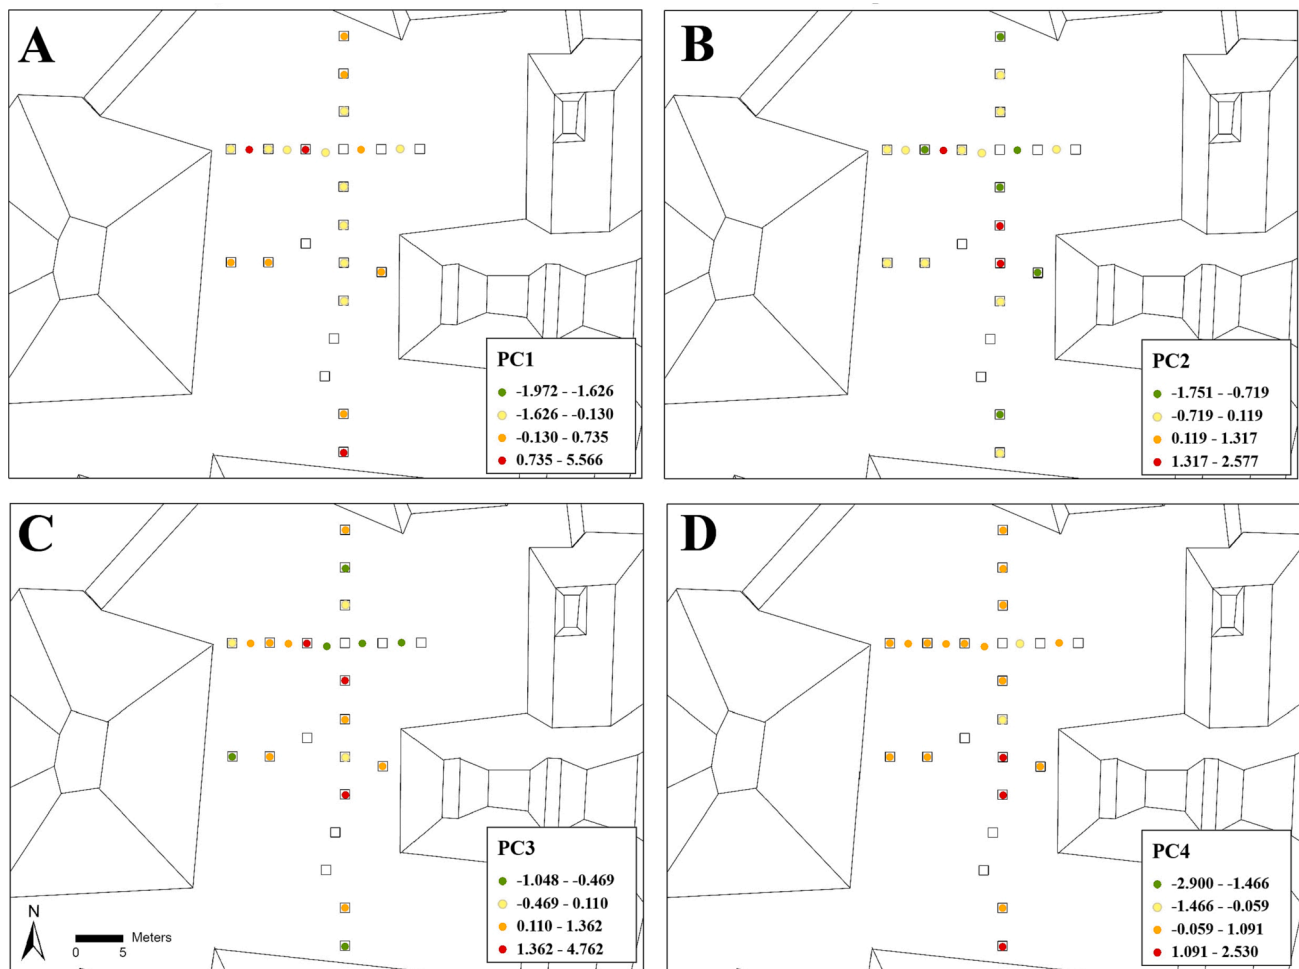 A
PC1
-1.972 - -1.626
-1.626 - -0.130
-0.130 - 0.735
0.735 - 5.566
B
PC2
-1.751 - -0.719
-0.719 - 0.119
0.119 - 1.317
1.317 - 2.577
C
PC3
-1.048 - -0.469
-0.469 - 0.110
0.110 - 1.362
1.362 - 4.762
N
Meters
0 5
D
PC4
-2.900 - -1.466
-1.466 - -0.059
-0.059 - 1.091
1.091 - 2.530